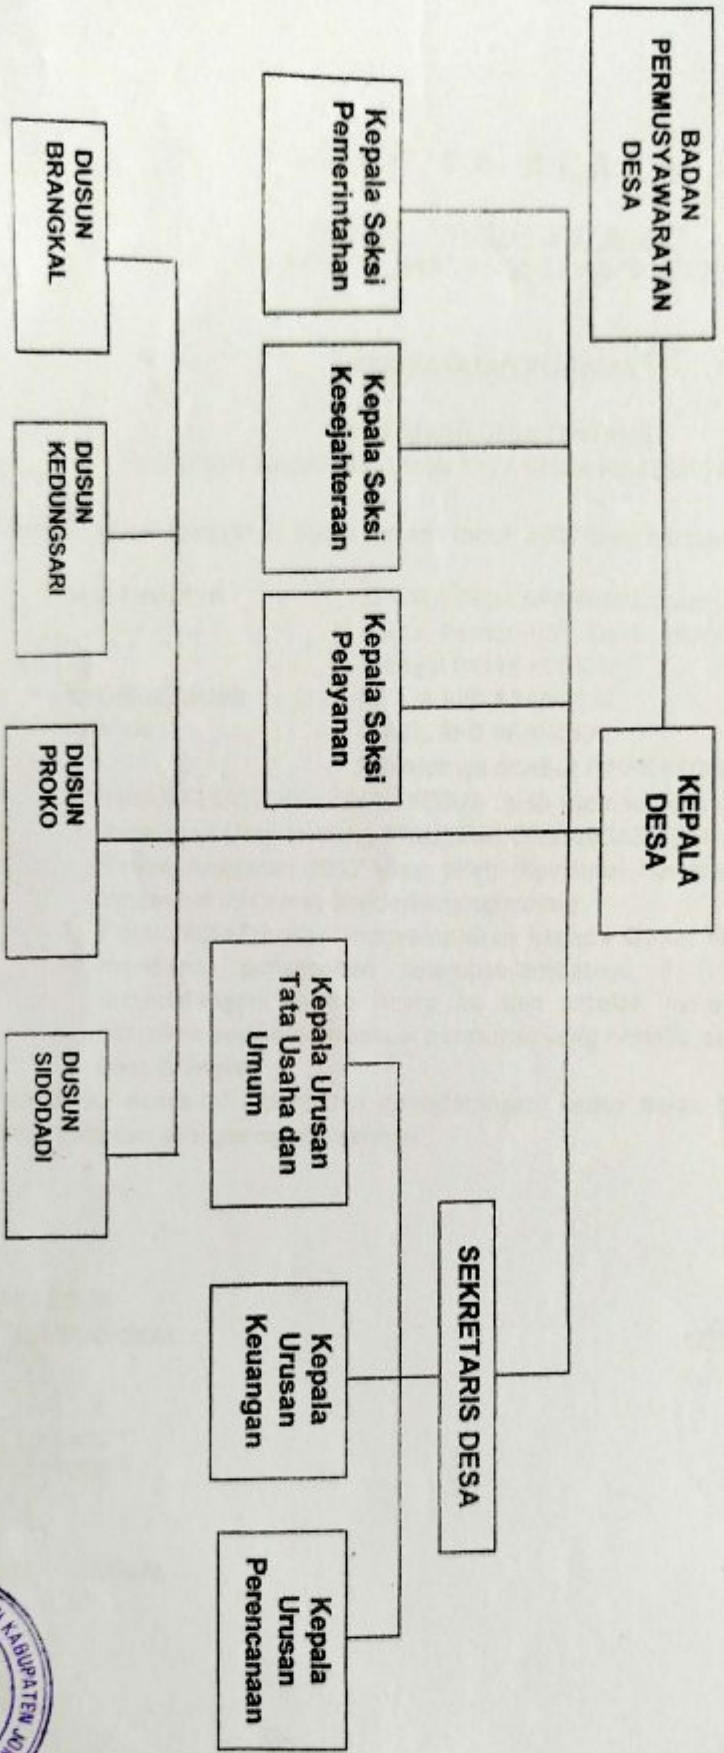 BADAN
PERMUSYAWARATAN
DESA
KEPALA
DESA
SEKRETARIS DESA
Kepala Seksi
Pemerintahan
Kepala Seksi
Kesejahteraan
Kepala Seksi
Pelayanan
Kepala Urusan
Tata Usaha dan
Umum
Kepala
Urusan
Keuangan
Kepala
Urusan
Perencanaan
DUSUN
BRANGKAL
DUSUN
KEDUNGSARI
DUSUN
PROKO
DUSUN
SIDODADI
KABUPATEN